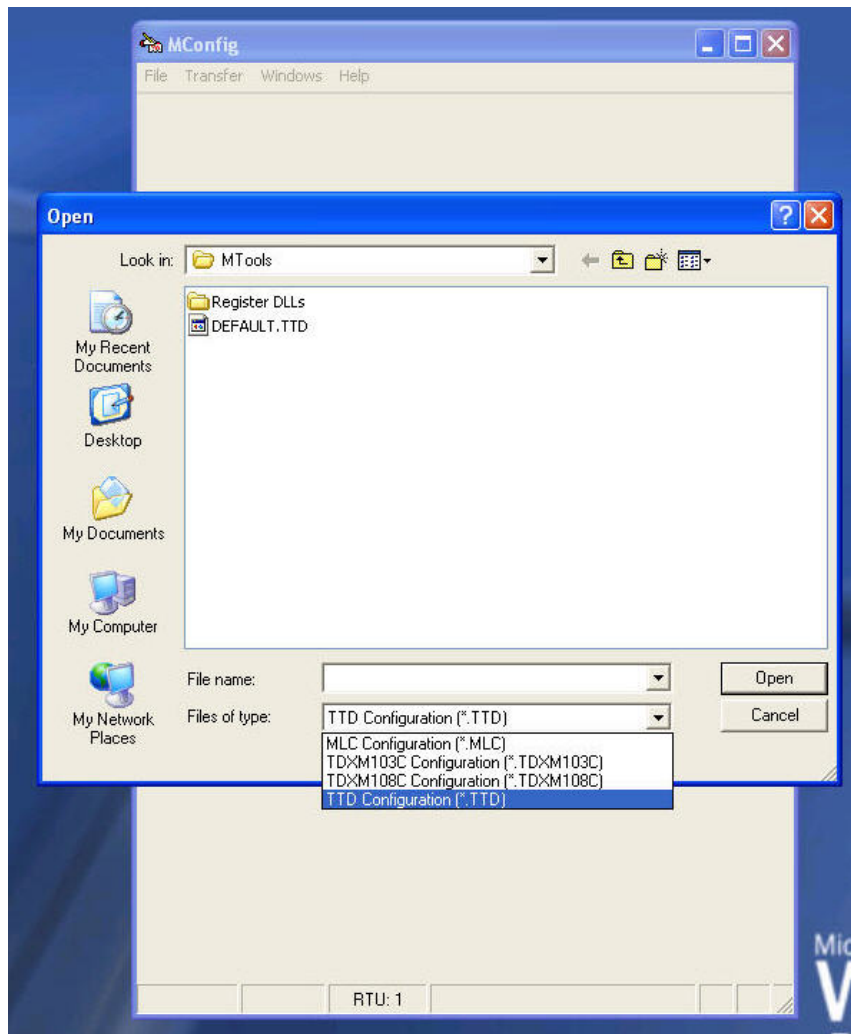 MConfig
File Transfer Windows Help
Open
Look in: MTools
Register DLLs
DEFAULT.TTD
My Recent
Documents
Desktop
My Documents
My Computer
My Network
Places
File name:
Open
Files of type: TTD Configuration (*.TTD)
Cancel
MLC Configuration (*.MLC)
TDXM103C Configuration (*.TDXM103C)
TDXM108C Configuration (*.TDXM108C)
TTD Configuration (*.TTD)
RTU: 1